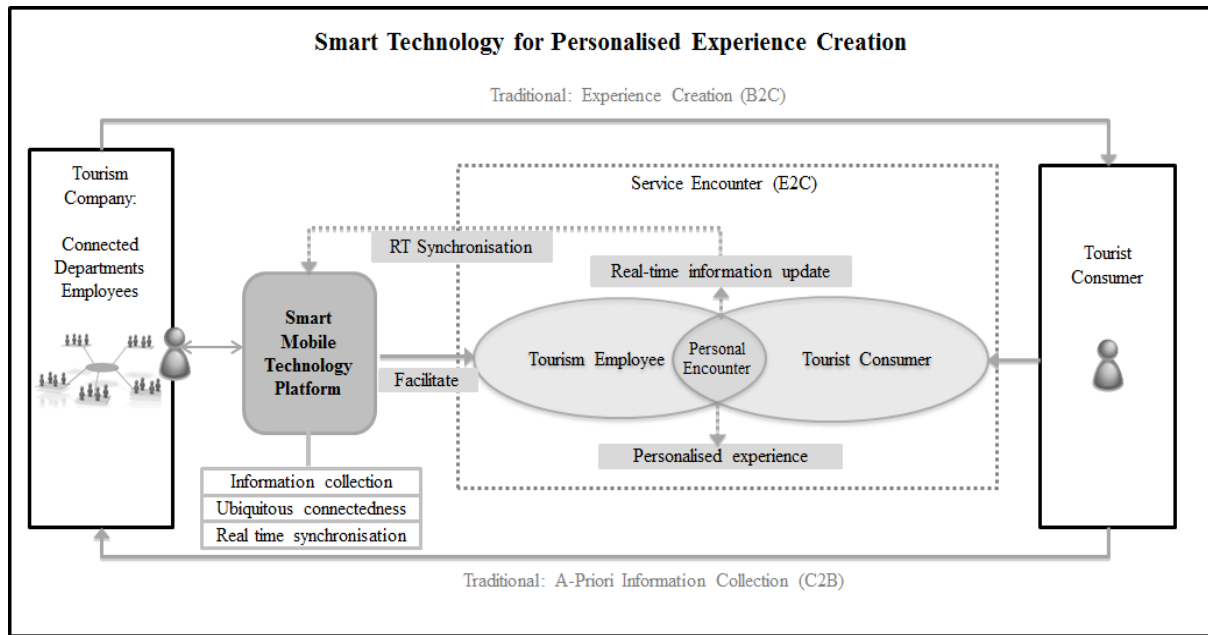 Smart Technology for Personalised Experience Creation
Traditional: Experience Creation (B2C)
Tourism
Company:
Connected
Departments
Employees
Service Encounter (E2C)
RT Synchronisation
Real-time information update
Smart
Mobile
Technology
Platform
Facilitate
Tourism Employee
Personal
Encounter
Tourist Consumer
Personalised experience
Tourist
Consumer
Information collection
Ubiquitous connectedness
Real time synchronisation
Traditional: A-Priori Information Collection (C2B)